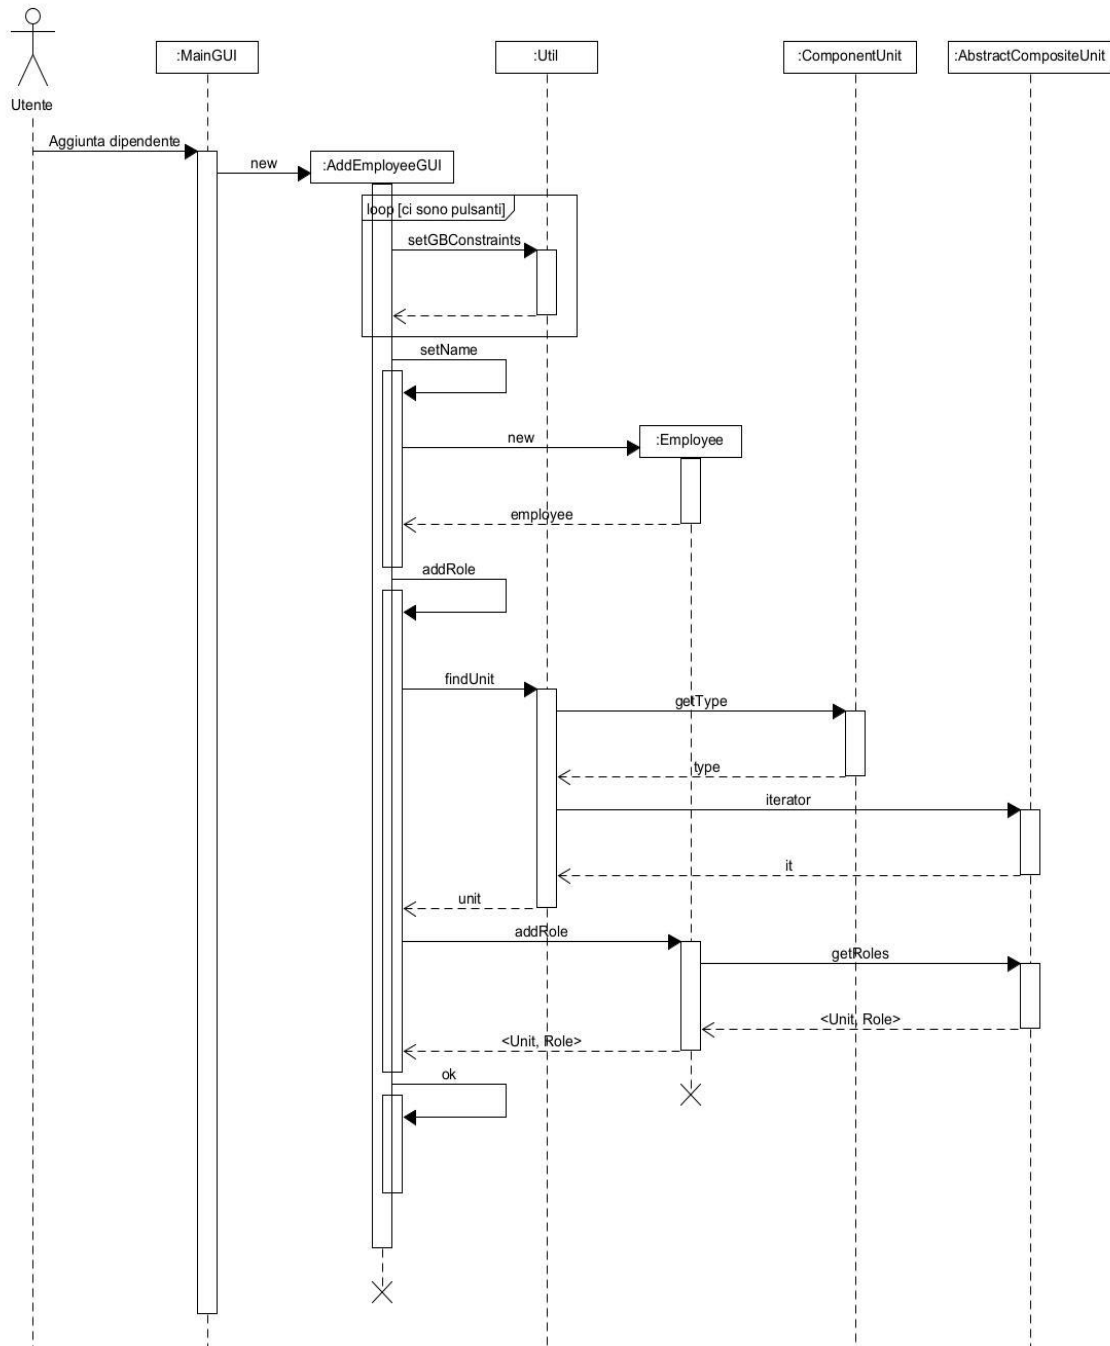 Utente
:MainGUI
:Util
:ComponentUnit
:AbstractCompositeUnit
Aggiunta dipendente
new
:AddEmployeeGUI
loop [ci sono pulsanti]
setGBConstraints
setName
new
:Employee
employee
addRole
findUnit
getType
type
iterator
it
unit
addRole
getRoles
<Unit, Role>
<Unit, Role>
ok